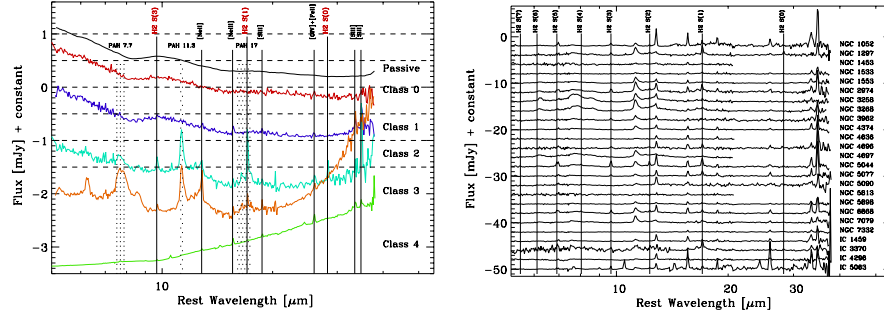 H2 S(3)
[NeII]
[NeIII]
H2 S(1)
[SIII]
[OIV]+[FeII]
H2 S(0)
[SIII]
[SiII]
PAH 7.7
PAH 11.3
PAH 17
Passive
Class 0
Class 1
Class 2
Class 3
Class 4
1
0
-1
-2
-3
Flux [mJy] + constant
10
Rest Wavelength [μm]
H2 S(7)
H2 S(6)
H2 S(5)
H2 S(4)
H2 S(3)
H2 S(2)
H2 S(1)
H2 S(0)
0
-10
-20
-30
-40
-50
Flux [mJy] + constant
NGC 1052
NGC 1297
NGC 1453
NGC 1533
NGC 1553
NGC 2974
NGC 3258
NGC 3268
NGC 3962
NGC 4374
NGC 4636
NGC 4696
NGC 4697
NGC 5044
NGC 5077
NGC 5090
NGC 5813
NGC 5898
NGC 6868
NGC 7079
NGC 7332
IC 1459
IC 3370
IC 4296
IC 5063
10
20
30
Rest Wavelength [μm]